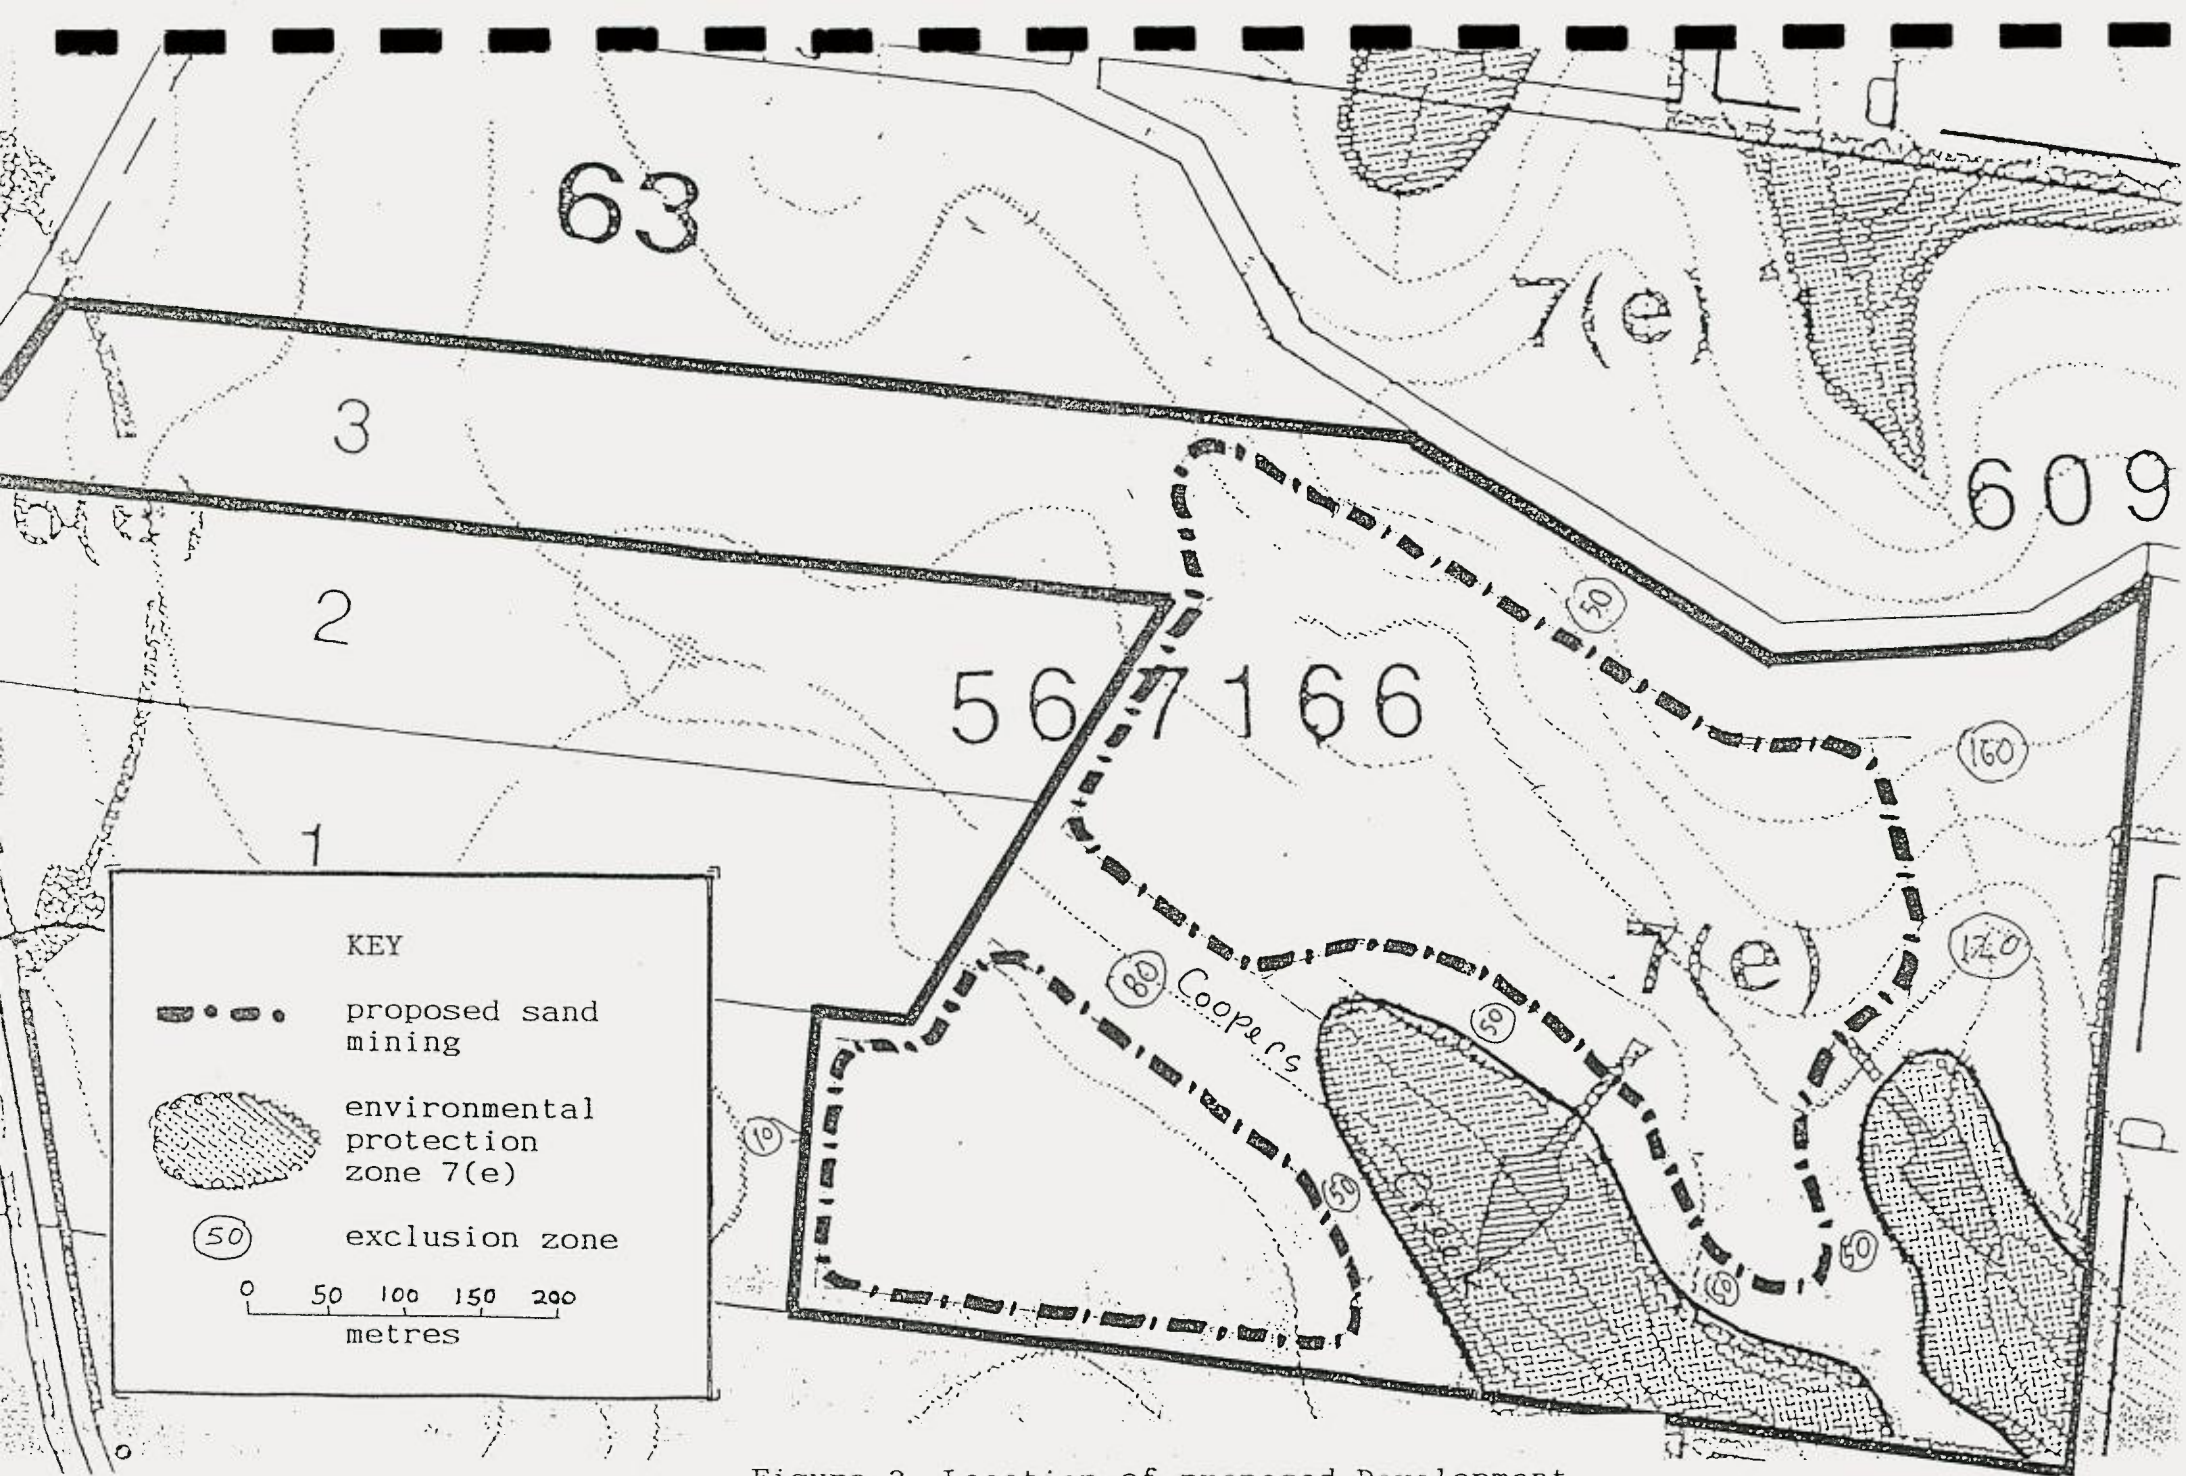 63
7(e)
3
609
2
50
56 7166
160
1
KEY
proposed sand
mining
environmental
protection
zone 7(e)
50
exclusion zone
0 50 100 150 200
metres
7(e)
120
80
Coopers
50
10
50
50
50
Figure 2 Location of proposed Development